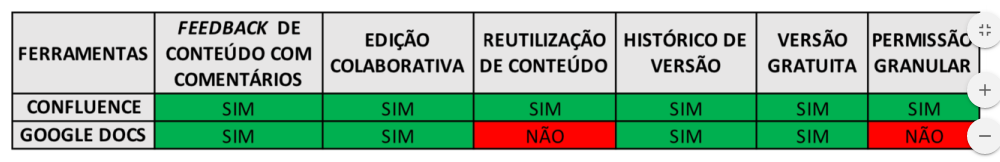 FERRAMENTAS FEEDBACK DE CONTEÚDO COM COMENTÁRIOS EDIÇÃO COLABORATIVA REUTILIZAÇÃO DE CONTEÚDO HISTÓRICO DE VERSÃO VERSÃO GRATUITA PERMISSÃO GRANULAR
CONFLUENCE SIM SIM SIM SIM SIM SIM
GOOGLE DOCS SIM SIM NÃO SIM SIM NÃO